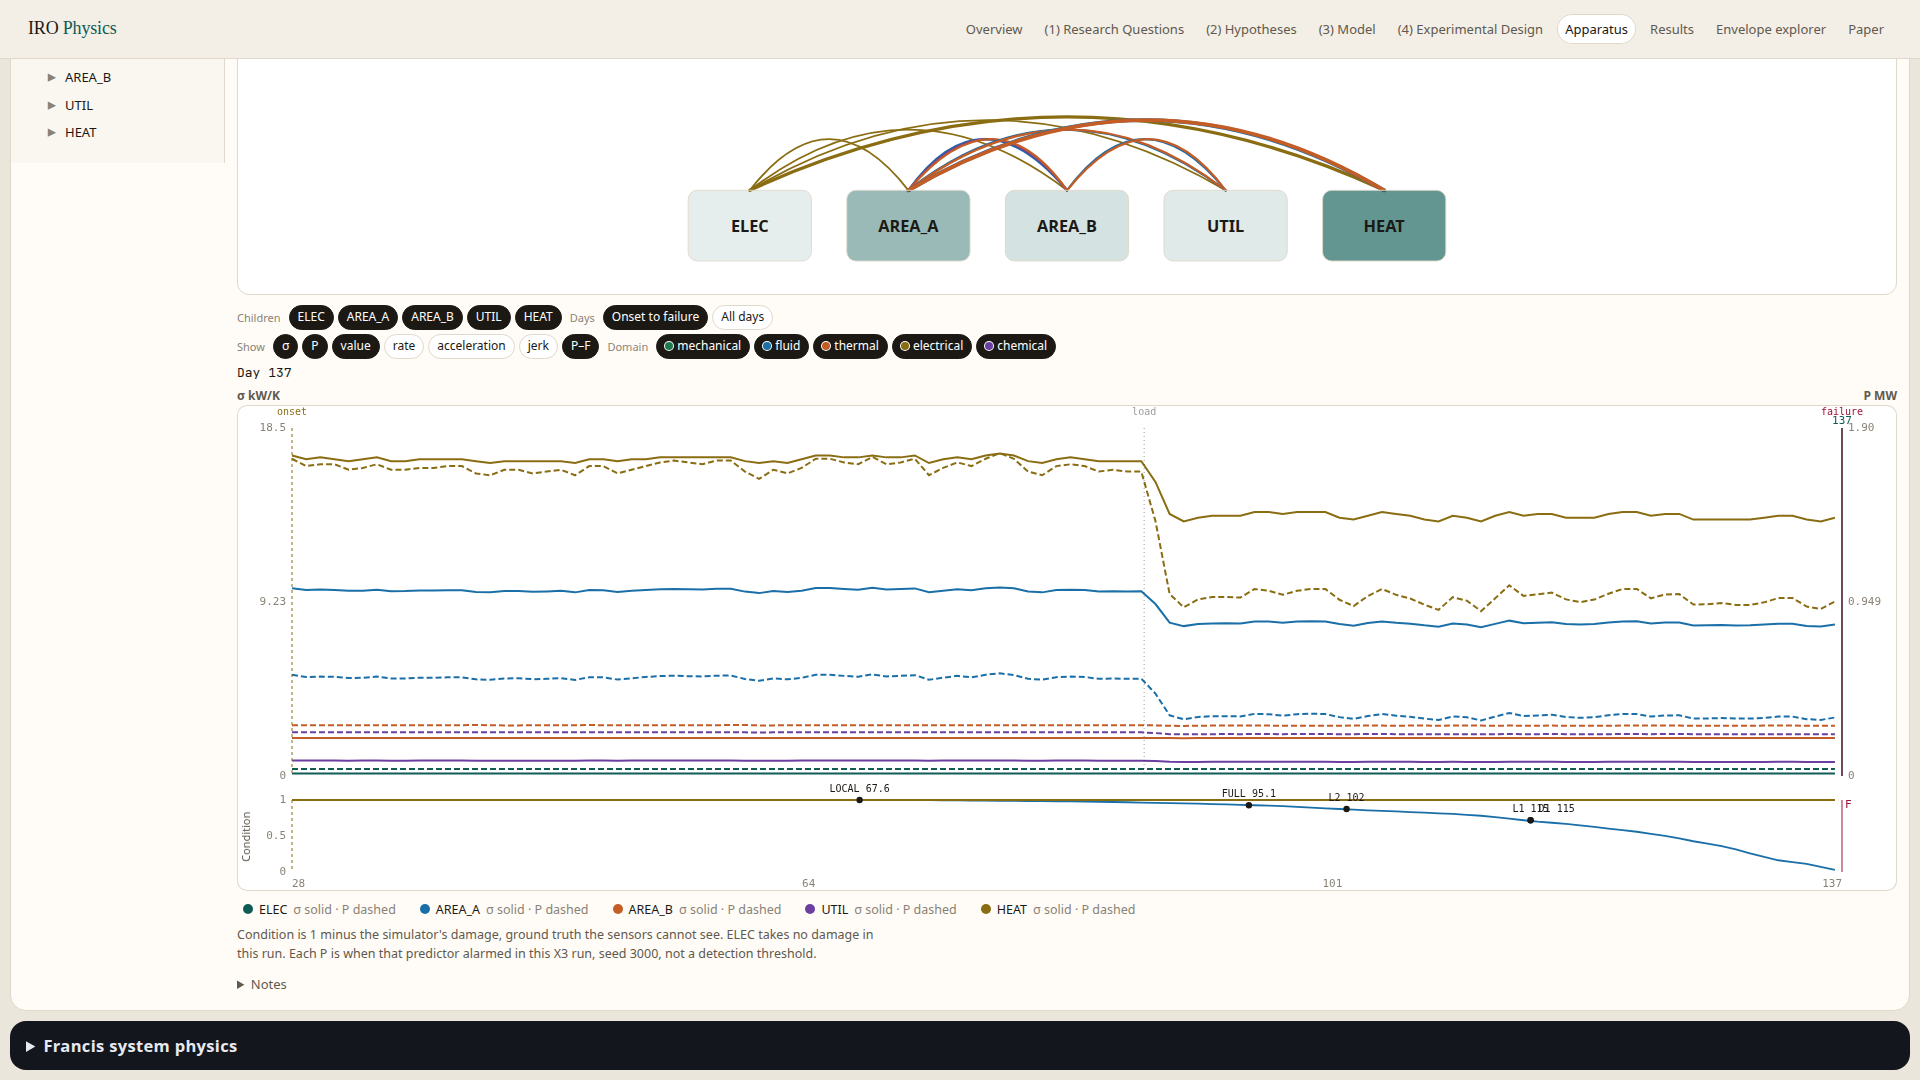 IRO Physics
Overview (1) Research Questions (2) Hypotheses (3) Model (4) Experimental Design Apparatus Results Envelope explorer Paper
▶ AREA_B
▶ UTIL
▶ HEAT
ELEC AREA_A AREA_B UTIL HEAT
Children ELEC AREA_A AREA_B UTIL HEAT Days Onset to failure All days
Show σ P value rate acceleration jerk P–F Domain mechanical fluid thermal electrical chemical
Day 137
σ kW/K P MW
onset load failure
137
18.5 1.90
9.23 0.949
0 0
LOCAL 67.6 FULL 95.1 L2 102 L1 115 115
1 F
0.5
0
Condition
28 64 101 137
ELEC σ solid · P dashed AREA_A σ solid · P dashed AREA_B σ solid · P dashed UTIL σ solid · P dashed HEAT σ solid · P dashed
Condition is 1 minus the simulator's damage, ground truth the sensors cannot see. ELEC takes no damage in
this run. Each P is when that predictor alarmed in this X3 run, seed 3000, not a detection threshold.
▶ Notes
▶ Francis system physics